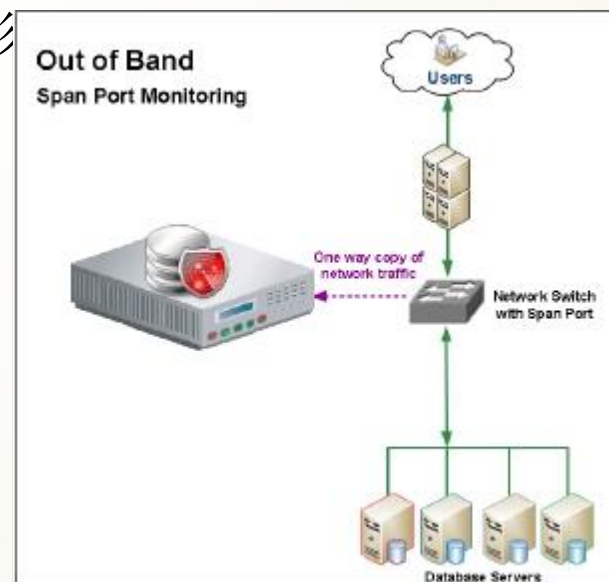 Out of Band
Span Port Monitoring
Users
One way copy of
network traffic
Network Switch
with Span Port
Database Servers